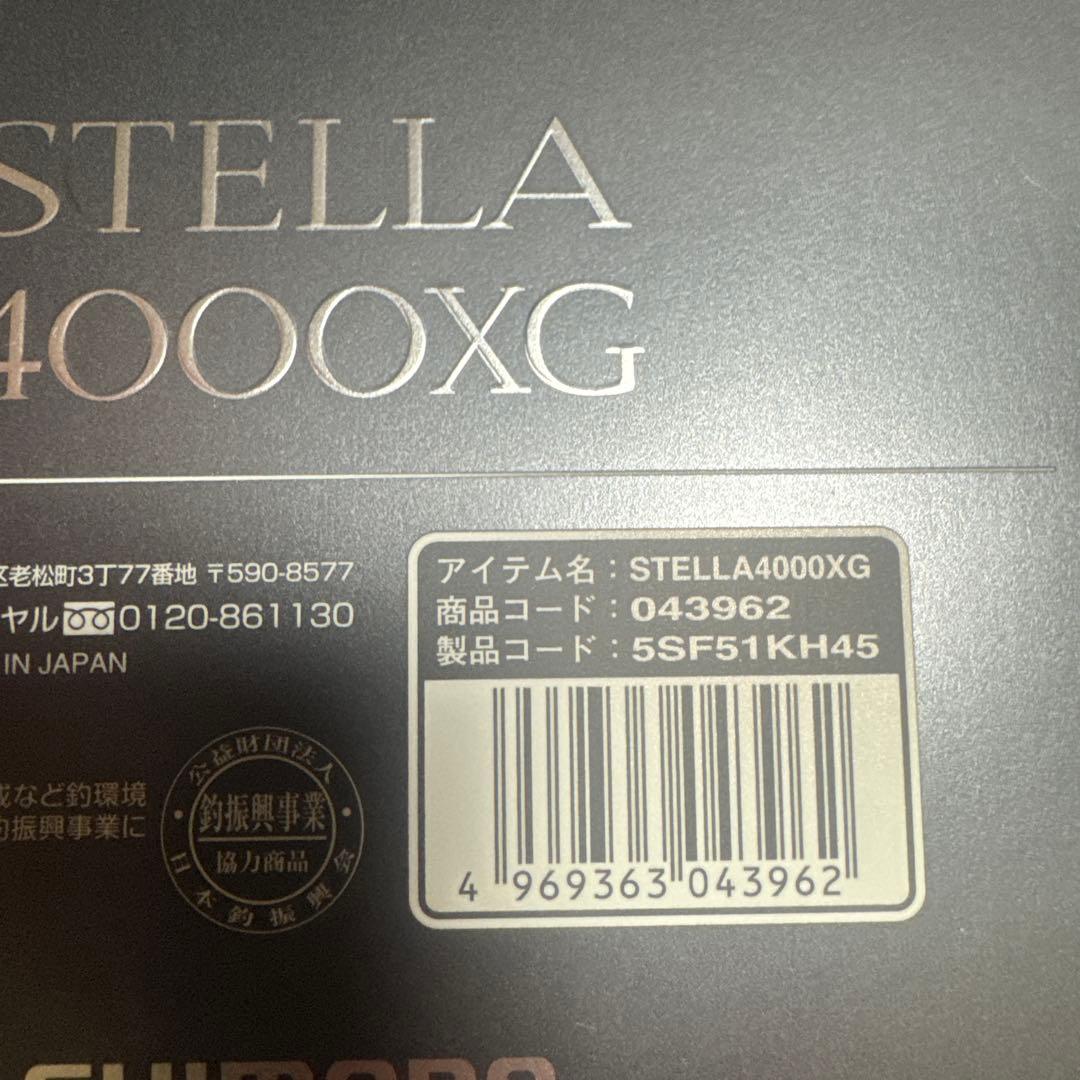 STELLA
4000XG
区老松町3丁77番地 〒590-8577
ヤル 0120-861130
IN JAPAN
アイテム名：STELLA4000XG
商品コード：043962
製品コード：5SF51KH45
4 969363 043962
成など釣環境
釣振興事業に
公益財団法人
釣振興事業
協力商品
日本釣振興会
SHIMANO